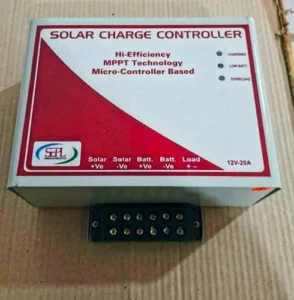 SOLAR CHARGE CONTROLLER
Hi-Efficiency
MPPT Technology
Micro-Controller Based
CHARGING
LOW BATT.
OVERLOAD
Solar Solar Batt. Batt. Load
+Ve -Ve +Ve -Ve + -
12V-20A